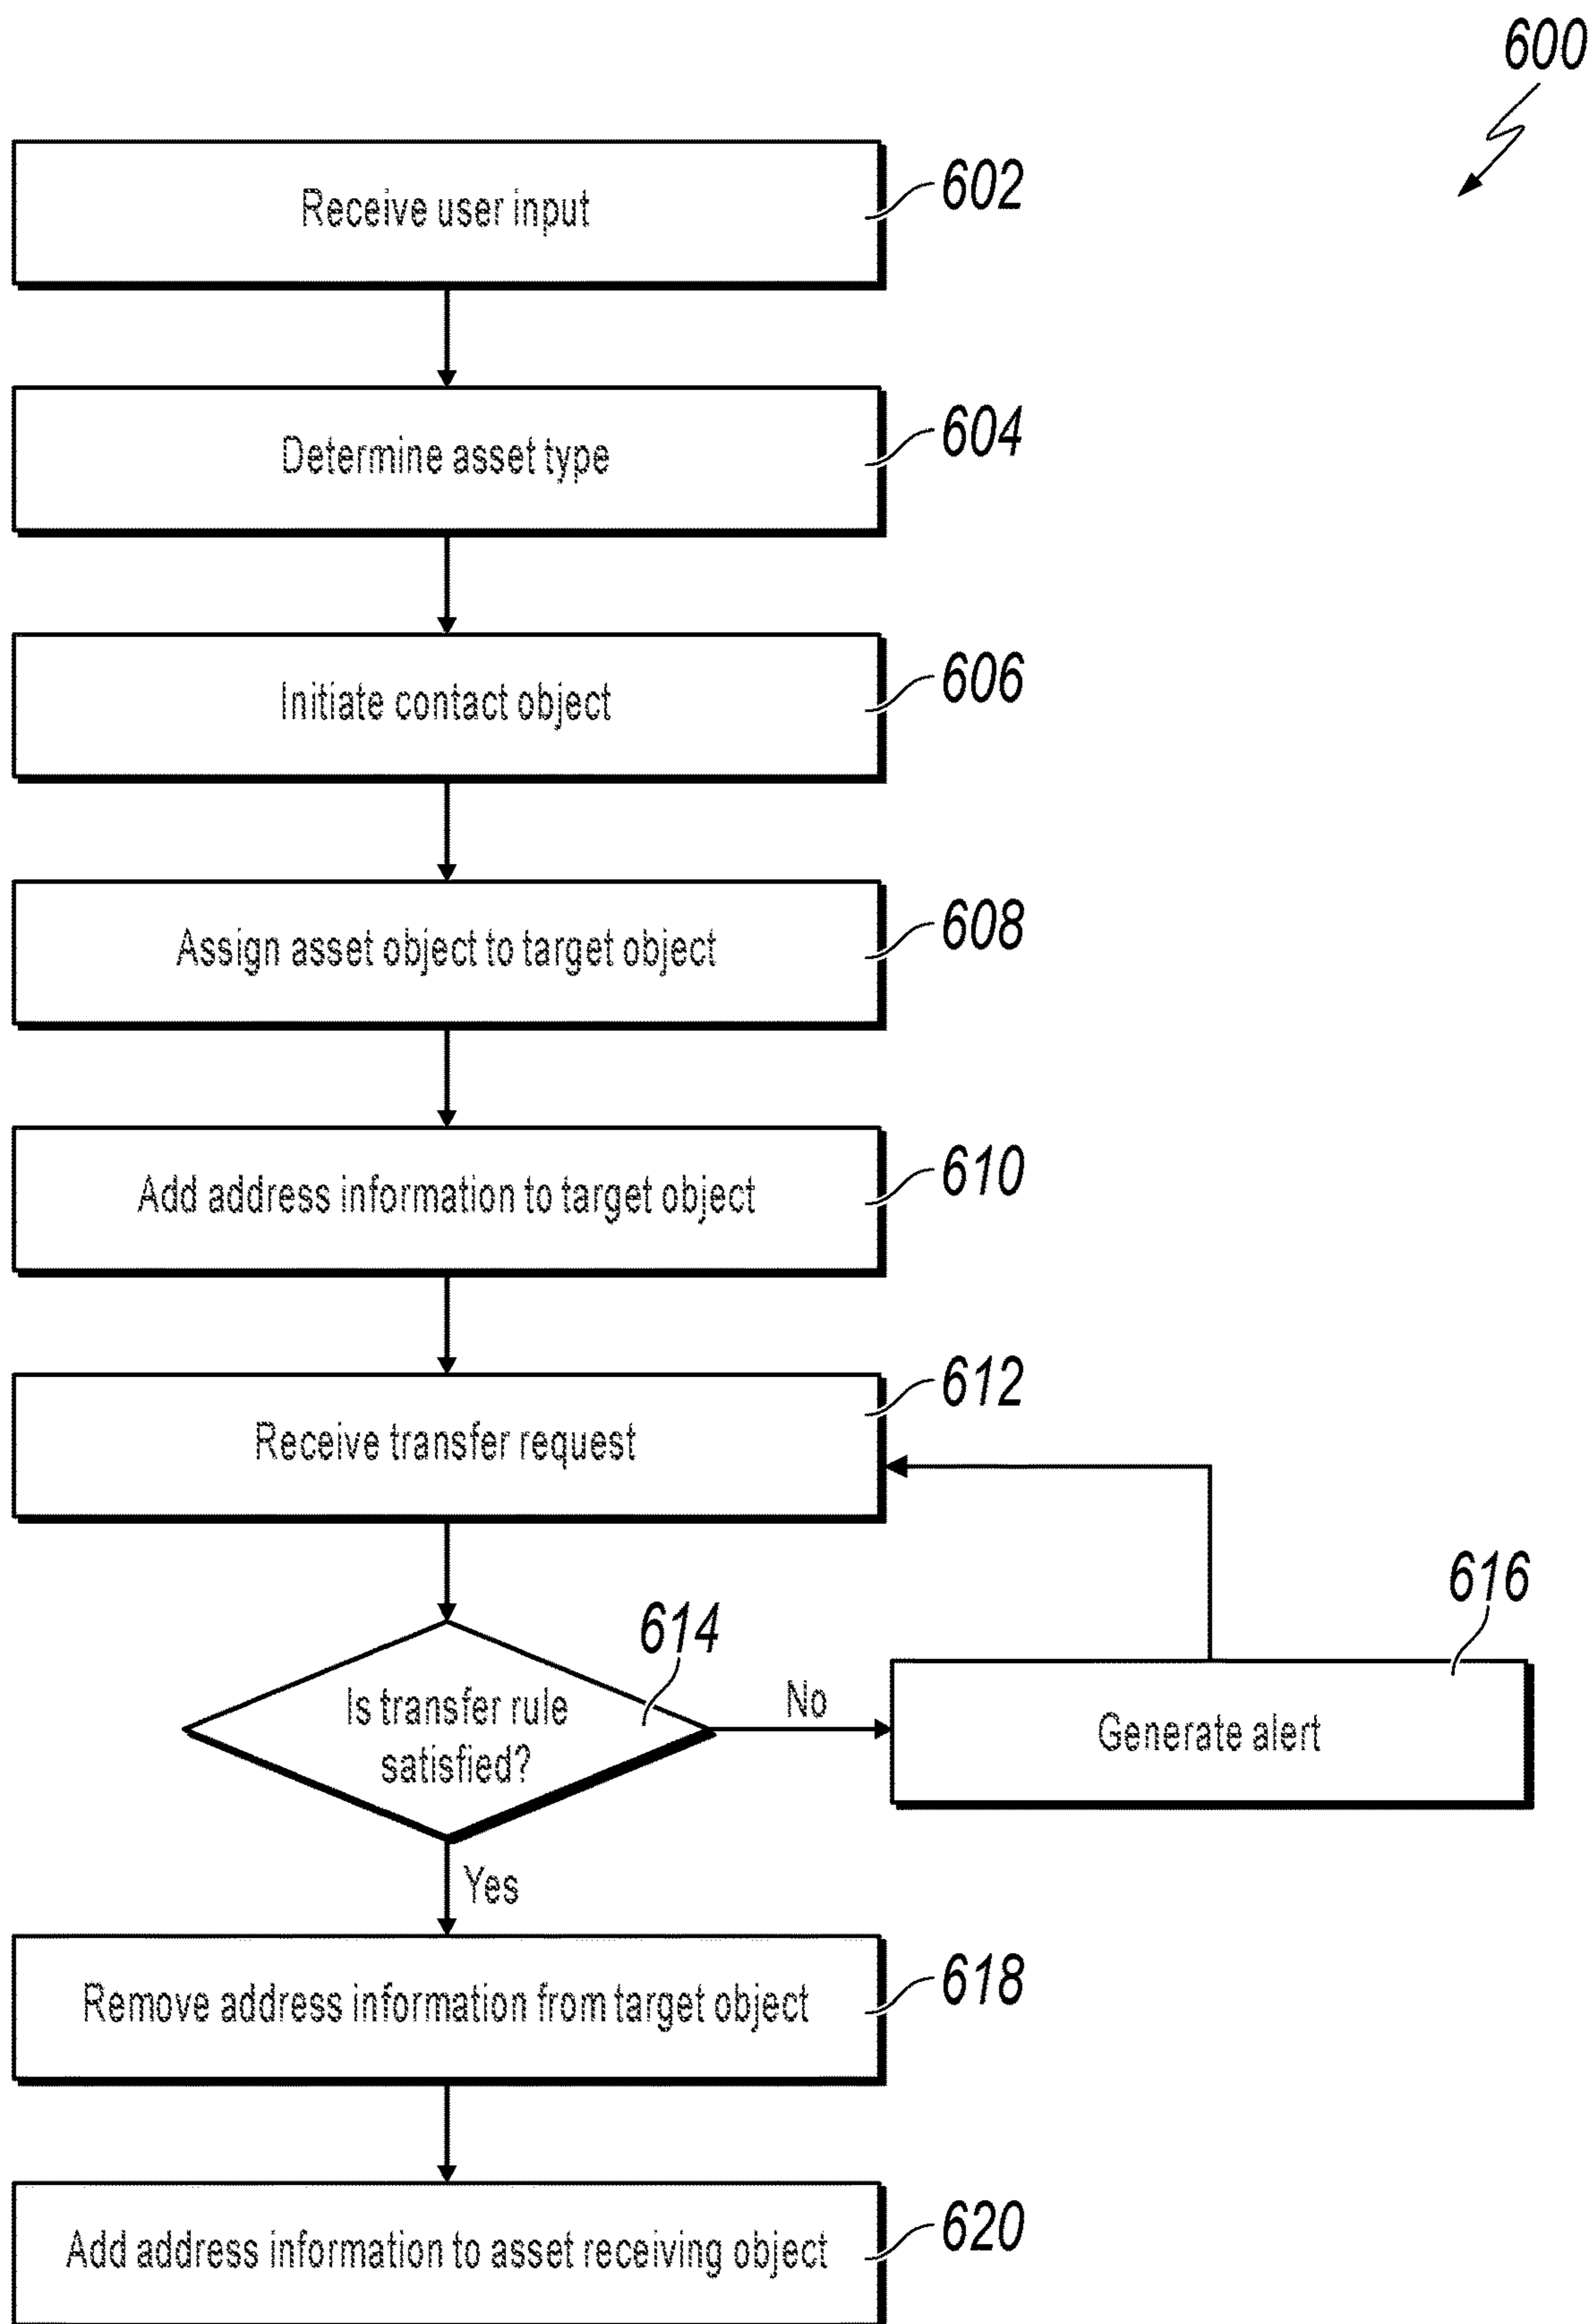 600
Receive user input
602
Determine asset type
604
Initiate contact object
606
Assign asset object to target object
608
Add address information to target object
610
Receive transfer request
612
Is transfer rule
satisfied?
614
No
Generate alert
616
Yes
Remove address information from target object
618
Add address information to asset receiving object
620